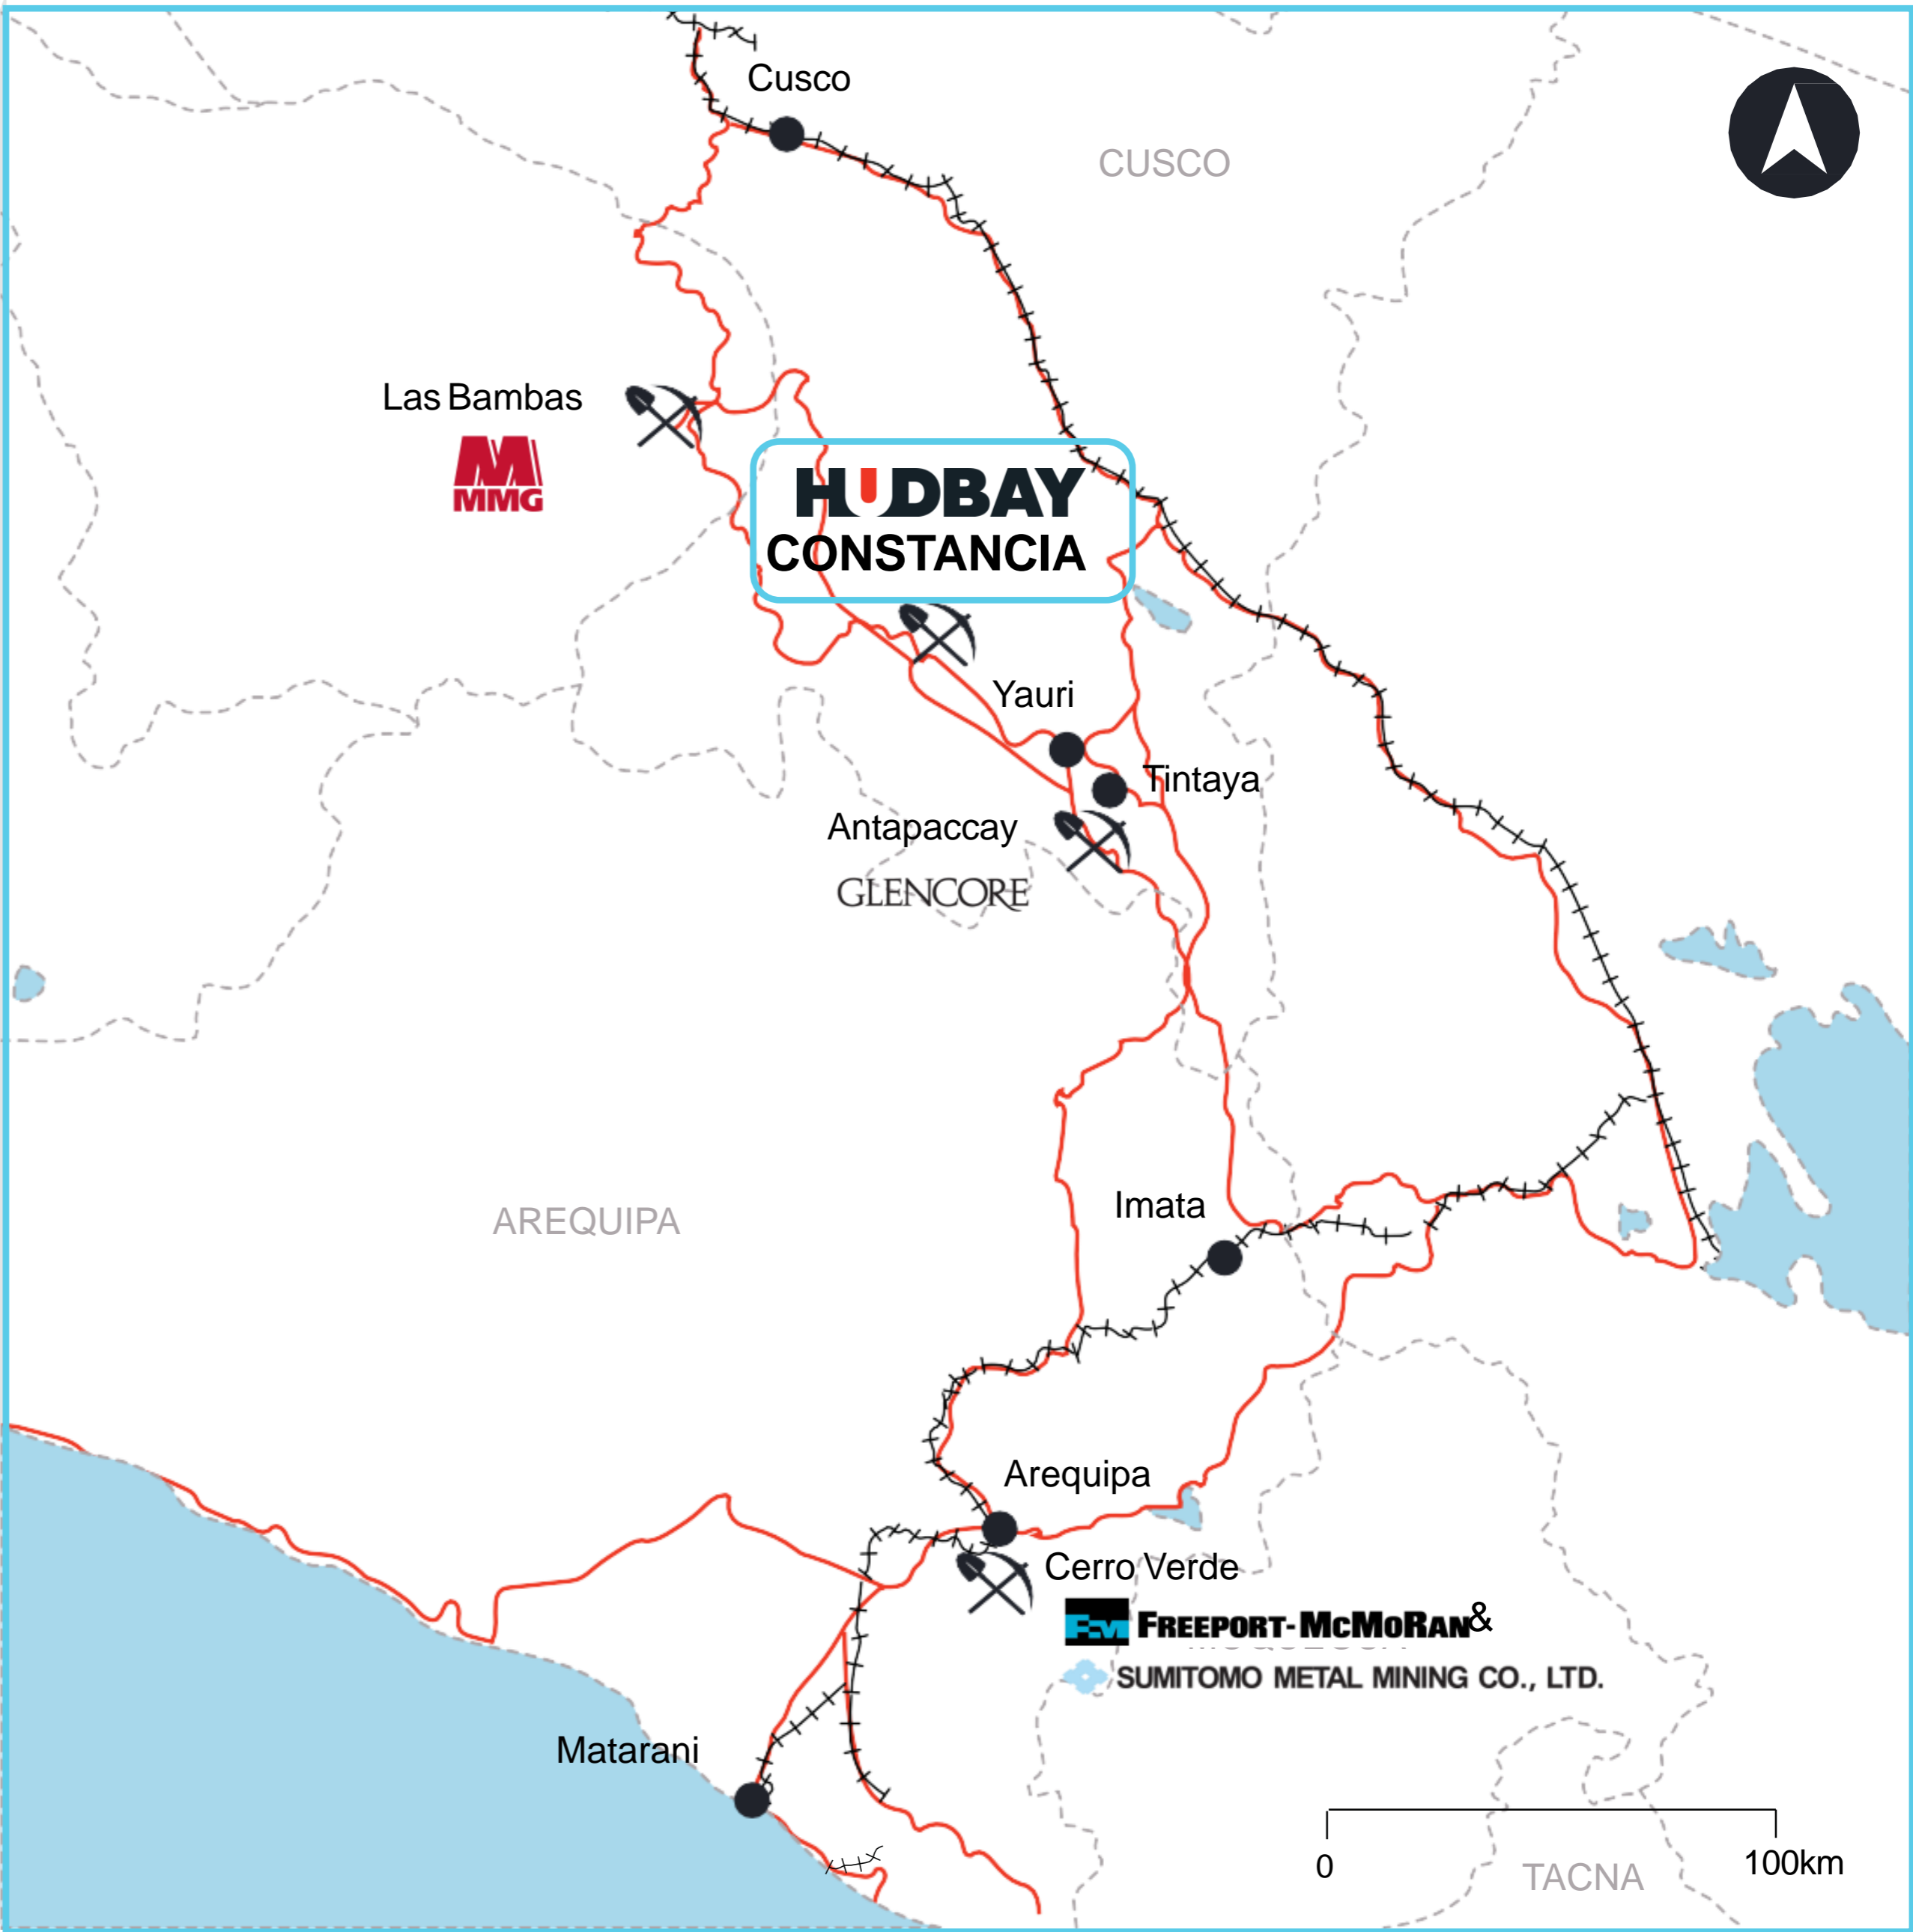 Cusco
CUSCO
Las Bambas
MMG
HUDBAY
CONSTANCIA
Yauri
Tintaya
Antapaccay
GLENCORE
Imata
AREQUIPA
Arequipa
Cerro Verde
FREEPORT-MCMORAN &
SUMITOMO METAL MINING CO., LTD.
Matarani
0
100km
TACNA